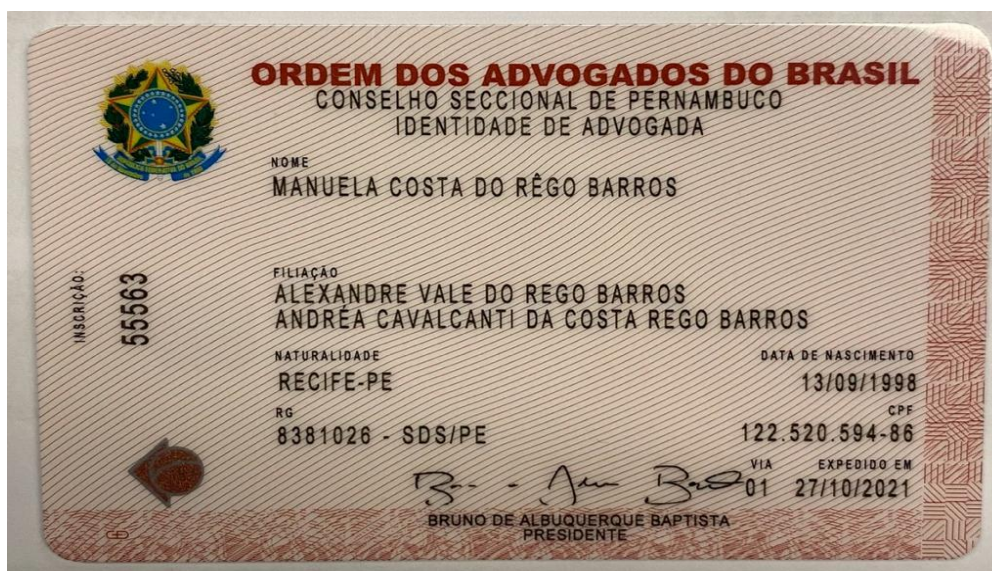 ORDEM DOS ADVOGADOS DO BRASIL
CONSELHO SECCIONAL DE PERNAMBUCO
IDENTIDADE DE ADVOGADA
NOME
MANUELA COSTA DO RÊGO BARROS
INSCRIÇÃO:
55563
FILIAÇÃO
ALEXANDRE VALE DO REGO BARROS
ANDRÉA CAVALCANTI DA COSTA REGO BARROS
NATURALIDADE DATA DE NASCIMENTO
RECIFE-PE 13/09/1998
RG CPF
8381026 - SDS/PE 122.520.594-86
VIA EXPEDIDO EM
01 27/10/2021
BRUNO DE ALBUQUERQUE BAPTISTA
PRESIDENTE